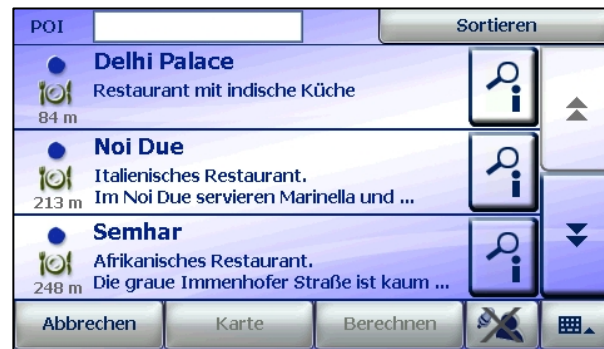 POI
Sortieren
Delhi Palace
Restaurant mit indische Küche
84 m
Noi Due
Italienisches Restaurant.
Im Noi Due servieren Marinella und ...
213 m
Semhar
Afrikanisches Restaurant.
Die graue Immenhofer Straße ist kaum ...
248 m
Abbrechen
Karte
Berechnen